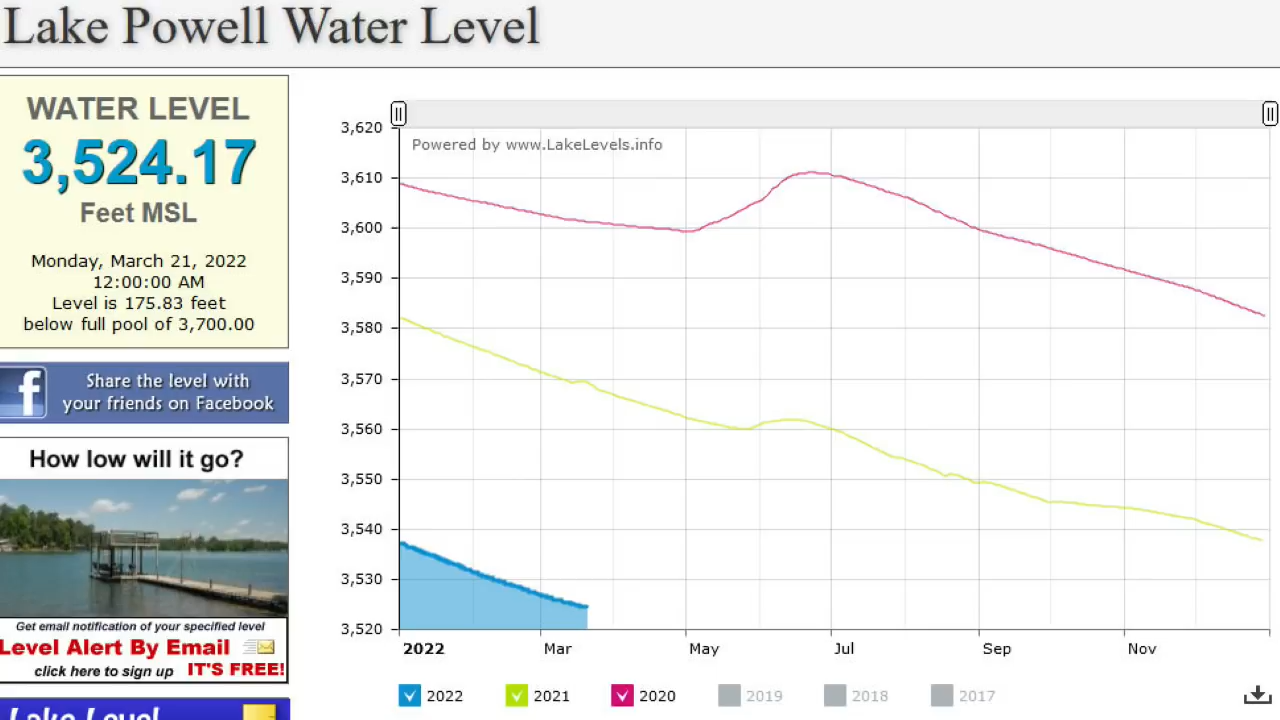 Lake Powell Water Level
WATER LEVEL
3,524.17
Feet MSL
Monday, March 21, 2022
12:00:00 AM
Level is 175.83 feet
below full pool of 3,700.00
f
Share the level with
your friends on Facebook
How low will it go?
Get email notification of your specified level
Level Alert By Email
click here to sign up IT'S FREE!
Lake Level
Powered by www.LakeLevels.info
3,620
3,610
3,600
3,590
3,580
3,570
3,560
3,550
3,540
3,530
3,520
2022 Mar May Jul Sep Nov
2022 2021 2020 2019 2018 2017